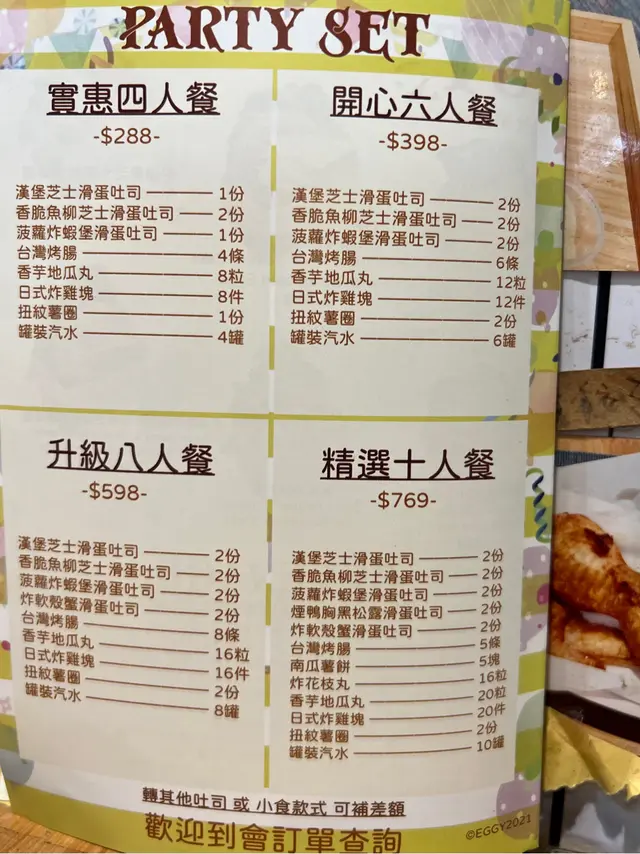 PARTY SET
實惠四人餐
-$288-
漢堡芝士滑蛋吐司 1份
香脆魚柳芝士滑蛋吐司 2份
菠蘿炸蝦堡滑蛋吐司 1份
台灣烤腸 4條
香芋地瓜丸 8粒
日式炸雞塊 8件
扭紋薯圈 1份
罐裝汽水 4罐
開心六人餐
-$398-
漢堡芝士滑蛋吐司 2份
香脆魚柳芝士滑蛋吐司 2份
菠蘿炸蝦堡滑蛋吐司 2份
台灣烤腸 6條
香芋地瓜丸 12粒
日式炸雞塊 12件
扭紋薯圈 2份
罐裝汽水 6罐
升級八人餐
-$598-
漢堡芝士滑蛋吐司 2份
香脆魚柳芝士滑蛋吐司 2份
菠蘿炸蝦堡滑蛋吐司 2份
炸軟殼蟹滑蛋吐司 2份
台灣烤腸 8條
香芋地瓜丸 16粒
日式炸雞塊 16件
扭紋薯圈 2份
罐裝汽水 8罐
精選十人餐
-$769-
漢堡芝士滑蛋吐司 2份
香脆魚柳芝士滑蛋吐司 2份
菠蘿炸蝦堡滑蛋吐司 2份
煙鴨胸黑松露滑蛋吐司 2份
炸軟殼蟹滑蛋吐司 2份
台灣烤腸 5條
南瓜薯餅 5塊
炸花枝丸 16粒
香芋地瓜丸 20粒
日式炸雞塊 20件
扭紋薯圈 2份
罐裝汽水 10罐
轉其他吐司 或 小食款式 可補差額
歡迎到會訂單查詢
©EGGY2021